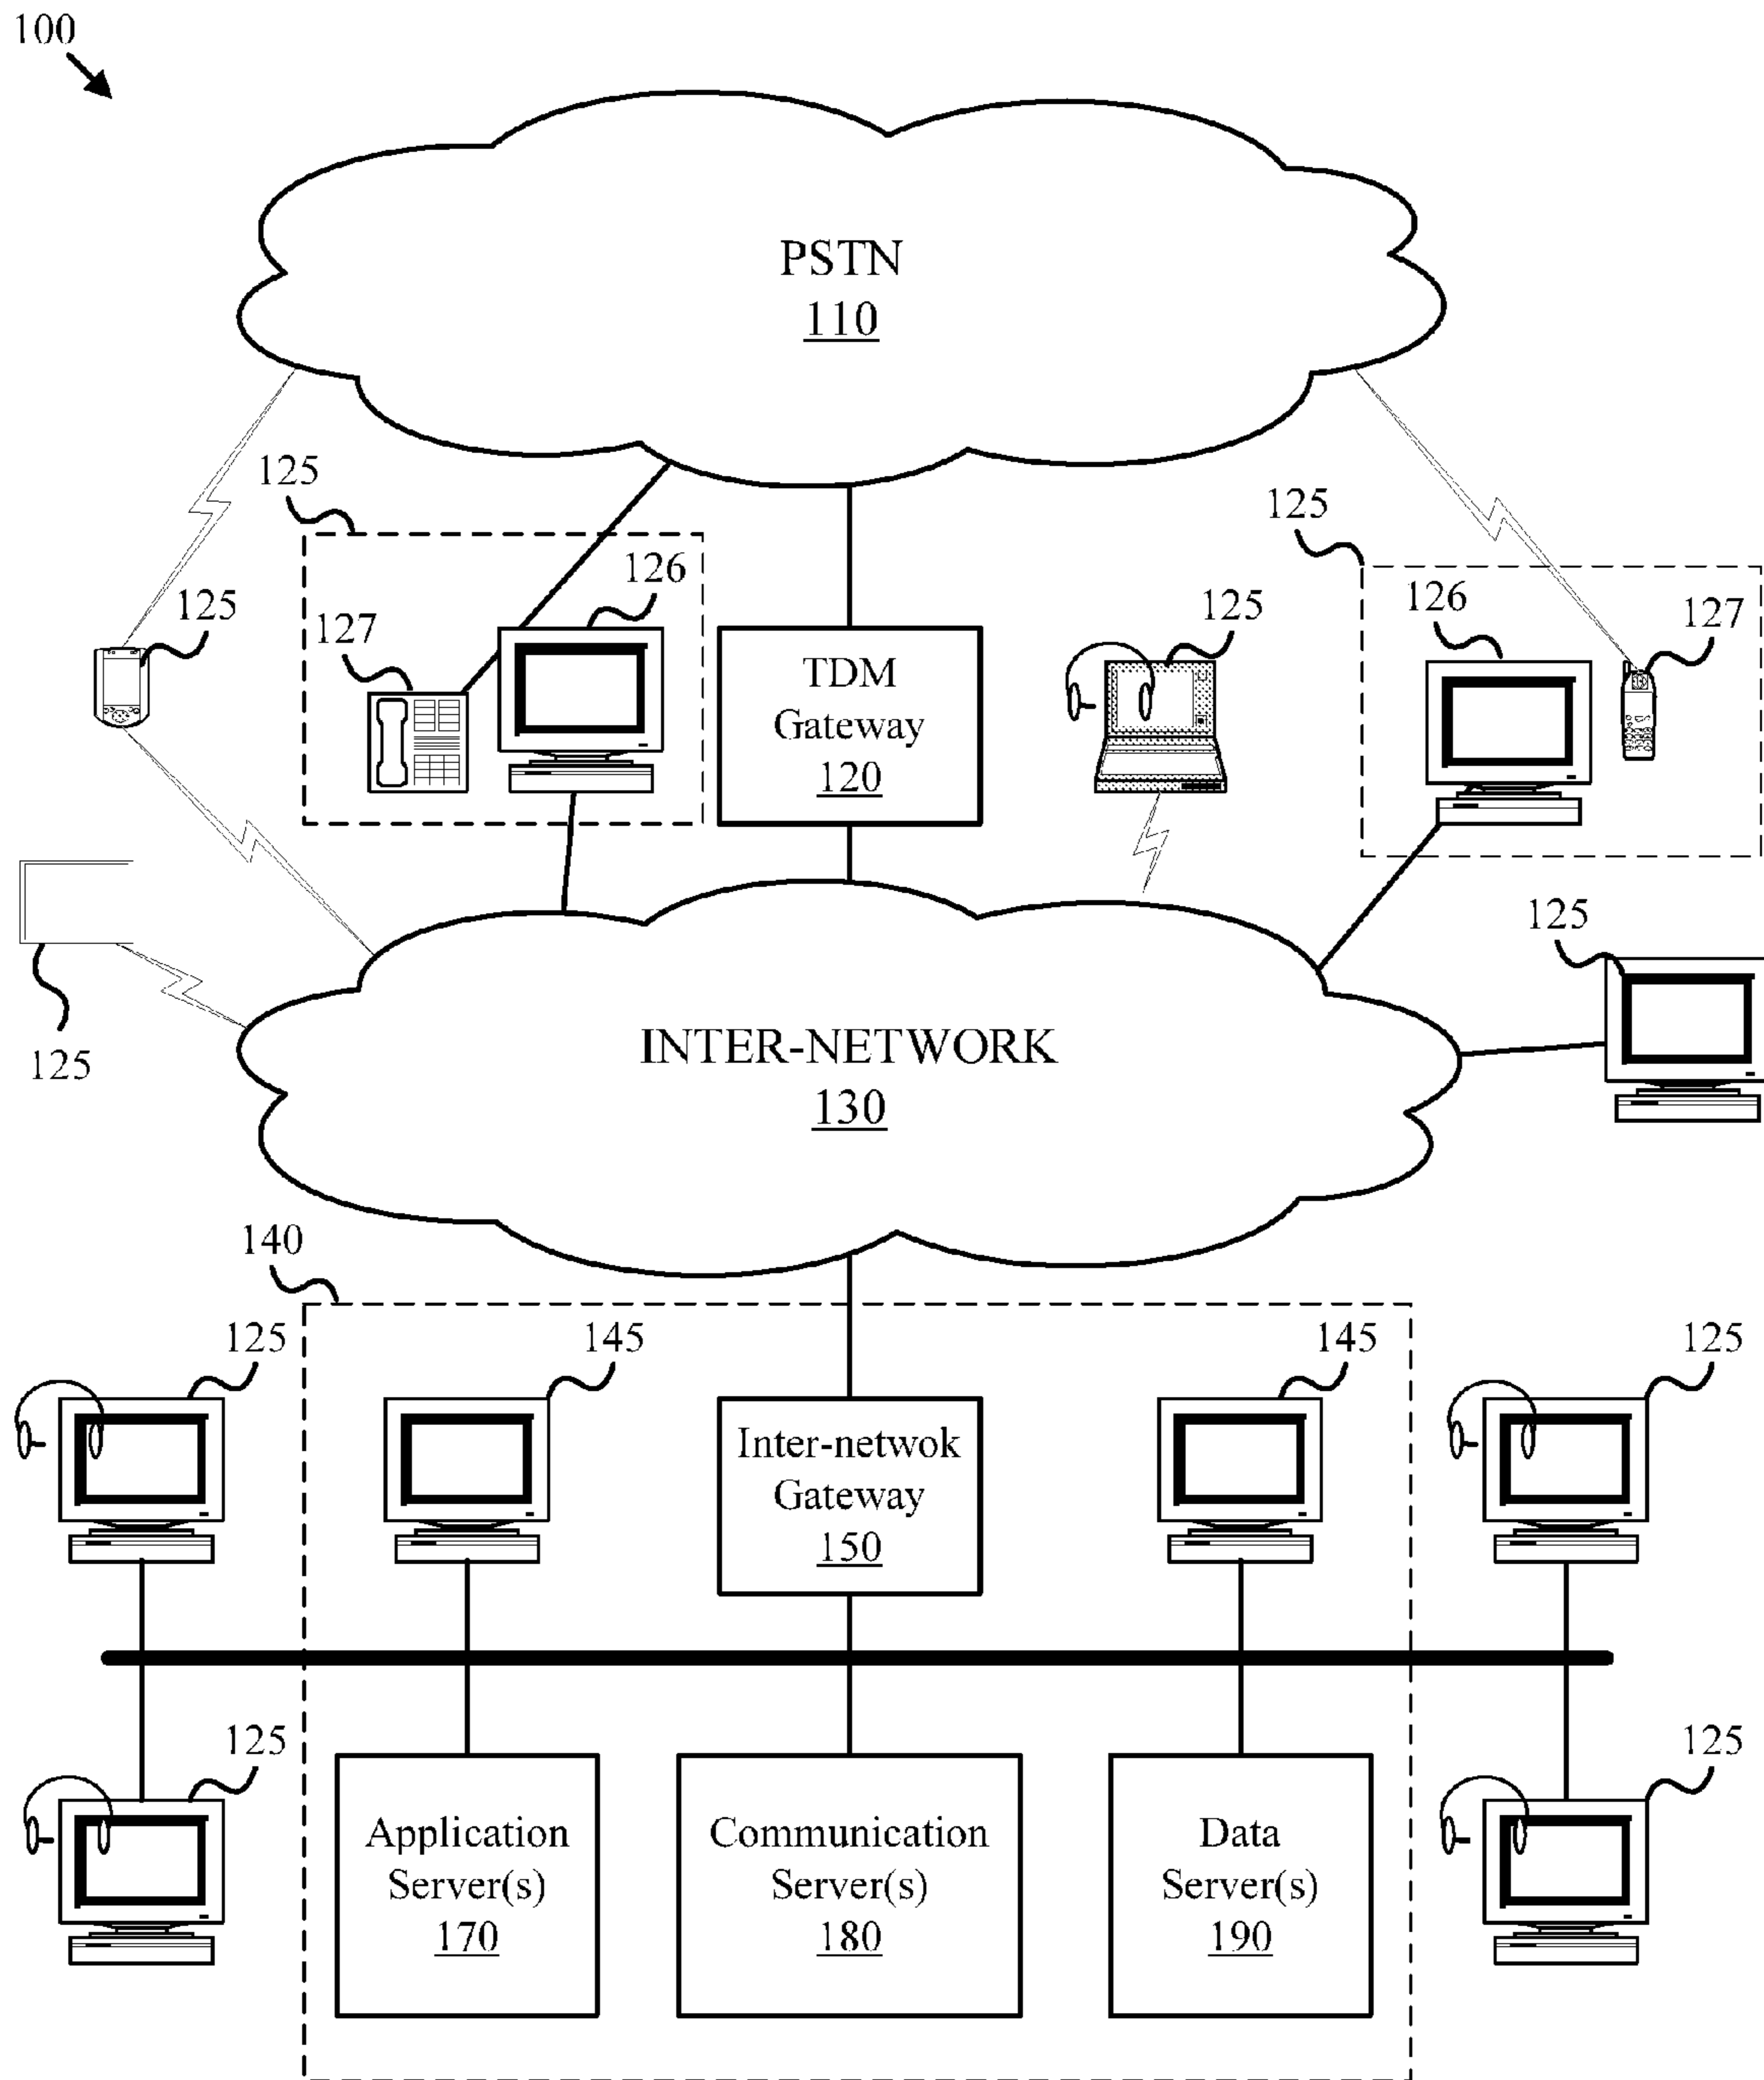 100
PSTN
110
125
125
126
125
126
127
125
127
125
TDM
Gateway
120
125
INTER-NETWORK
130
125
140
125
145
145
125
Inter-netwok
Gateway
150
125
125
Application
Server(s)
170
Communication
Server(s)
180
Data
Server(s)
190